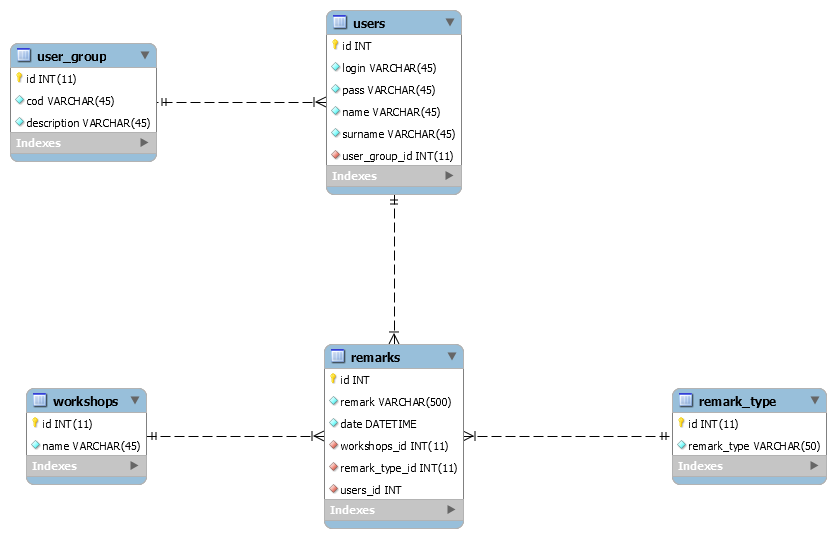 user_group
id INT(11)
cod VARCHAR(45)
description VARCHAR(45)
Indexes
users
id INT
login VARCHAR(45)
pass VARCHAR(45)
name VARCHAR(45)
surname VARCHAR(45)
user_group_id INT(11)
Indexes
workshops
id INT(11)
name VARCHAR(45)
Indexes
remarks
id INT
remark VARCHAR(500)
date DATETIME
workshops_id INT(11)
remark_type_id INT(11)
users_id INT
Indexes
remark_type
id INT(11)
remark_type VARCHAR(50)
Indexes